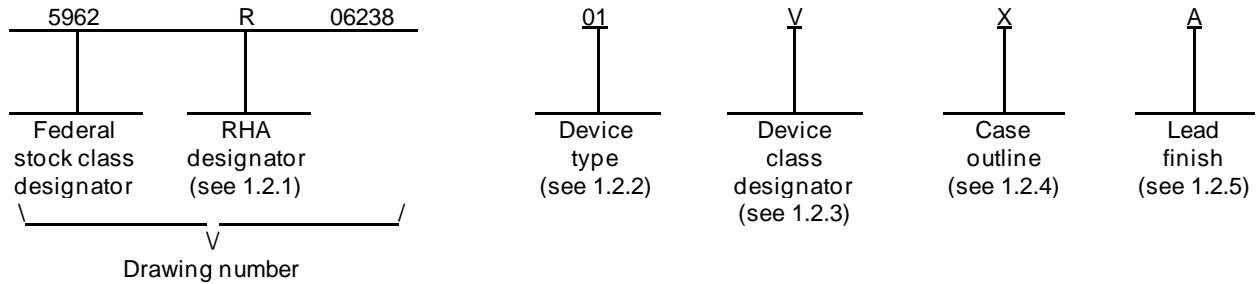 5962 R 06238 01 V X A
Federal stock class designator
RHA designator (see 1.2.1)
Device type (see 1.2.2)
Device class designator (see 1.2.3)
Case outline (see 1.2.4)
Lead finish (see 1.2.5)
\ /
\/
Drawing number